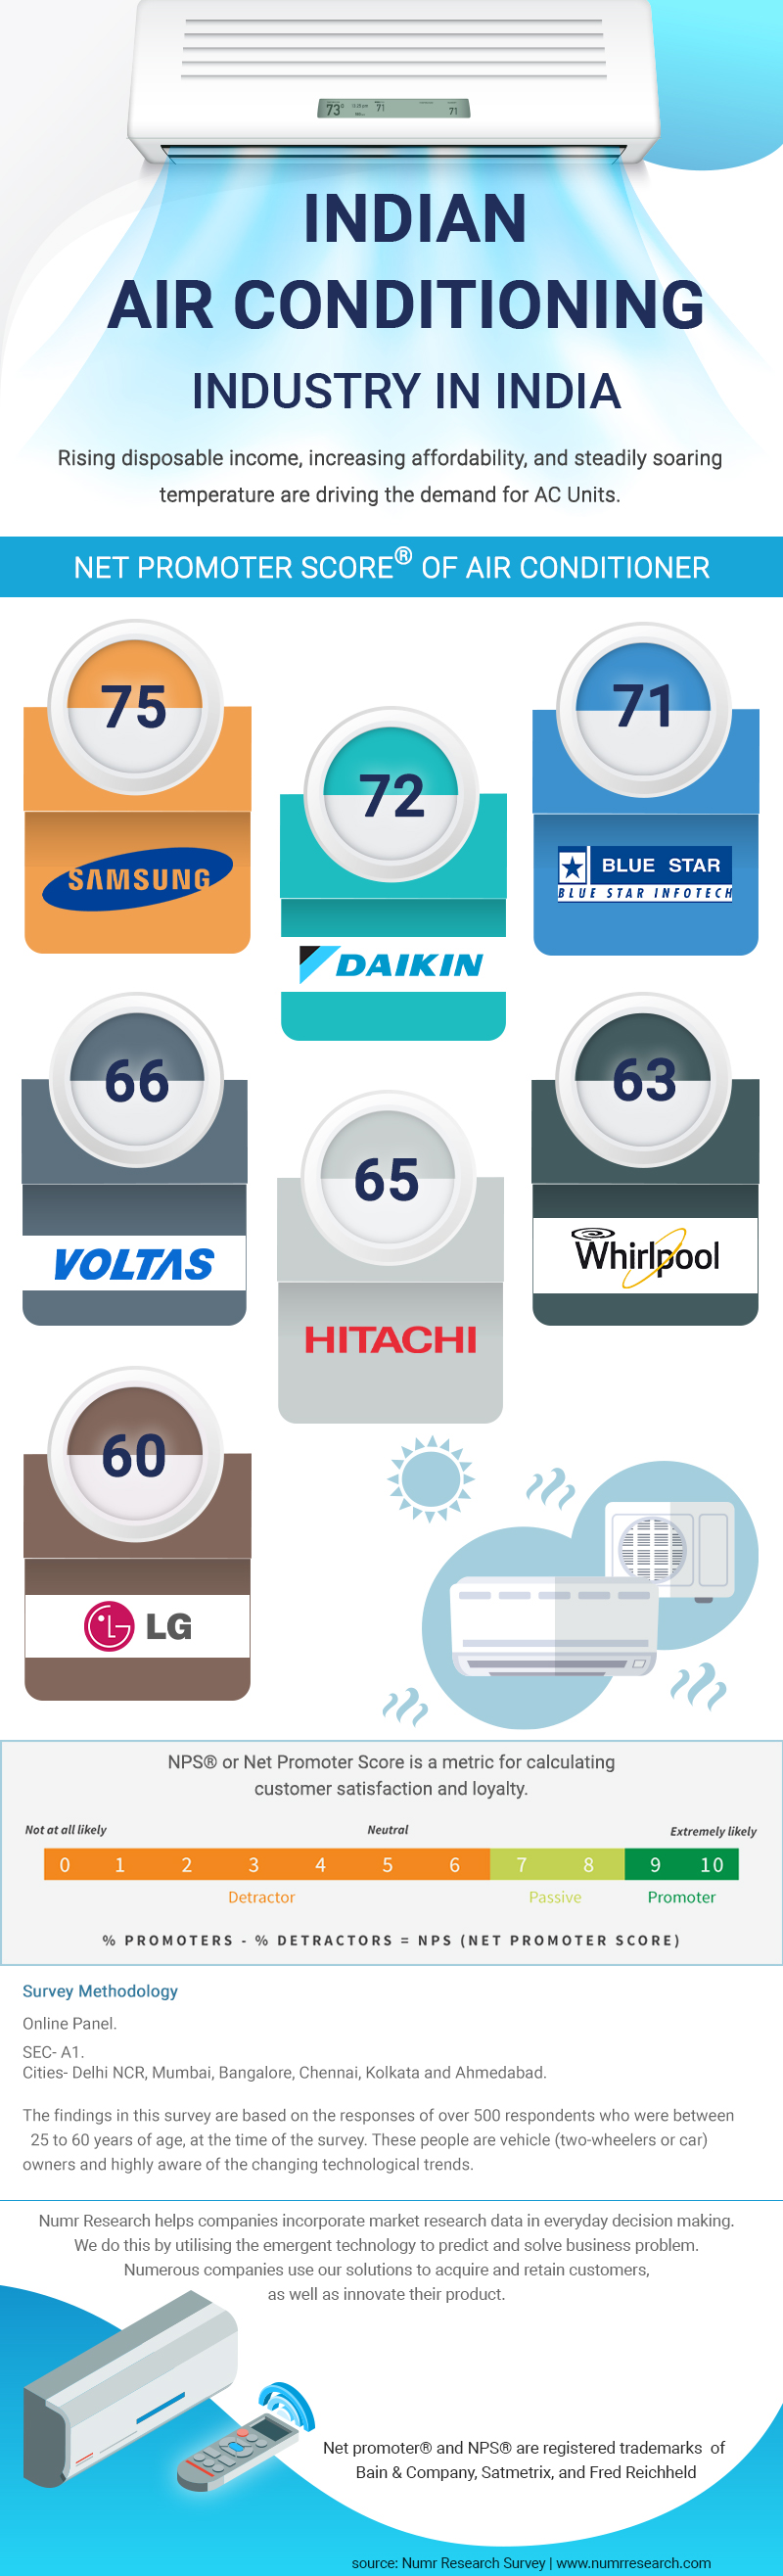 73°
71
71
INDIAN
AIR CONDITIONING
INDUSTRY IN INDIA
Rising disposable income, increasing affordability, and steadily soaring
temperature are driving the demand for AC Units.
NET PROMOTER SCORE® OF AIR CONDITIONER
75
SAMSUNG
72
DAIKIN
71
BLUE STAR
BLUE STAR INFOTECH
66
VOLTAS
65
HITACHI
63
Whirlpool
60
LG
NPS® or Net Promoter Score is a metric for calculating
customer satisfaction and loyalty.
Not at all likely Neutral Extremely likely
0 1 2 3 4 5 6 7 8 9 10
Detractor Passive Promoter
% PROMOTERS - % DETRACTORS = NPS (NET PROMOTER SCORE)
Survey Methodology
Online Panel.
SEC- A1.
Cities- Delhi NCR, Mumbai, Bangalore, Chennai, Kolkata and Ahmedabad.
The findings in this survey are based on the responses of over 500 respondents who were between
25 to 60 years of age, at the time of the survey. These people are vehicle (two-wheelers or car)
owners and highly aware of the changing technological trends.
Numr Research helps companies incorporate market research data in everyday decision making.
We do this by utilising the emergent technology to predict and solve business problem.
Numerous companies use our solutions to acquire and retain customers,
as well as innovate their product.
Net promoter® and NPS® are registered trademarks of
Bain & Company, Satmetrix, and Fred Reichheld
source: Numr Research Survey | www.numrresearch.com